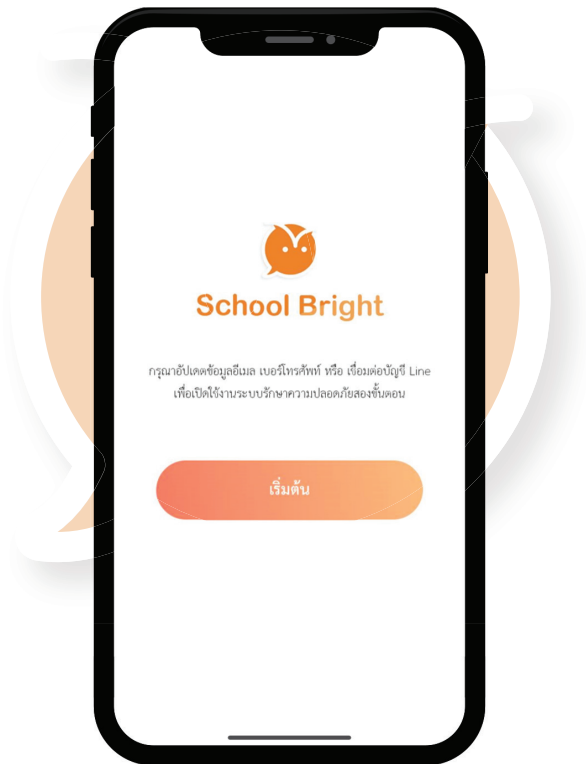 School Bright
กรุณาอัปเดตข้อมูลอีเมล เบอร์โทรศัพท์ หรือ เชื่อมต่อบัญชี Line
เพื่อเปิดใช้งานระบบรักษาความปลอดภัยสองขั้นตอน
เริ่มต้น